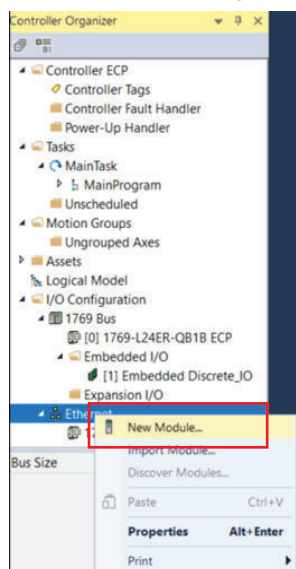 Controller Organizer
Controller ECP
Controller Tags
Controller Fault Handler
Power-Up Handler
Tasks
MainTask
MainProgram
Unscheduled
Motion Groups
Ungrouped Axes
Assets
Logical Model
I/O Configuration
1769 Bus
[0] 1769-L24ER-QB1B ECP
Embedded I/O
[1] Embedded Discrete_IO
Expansion I/O
Ethernet
New Module...
Import Module...
Discover Modules...
Bus Size
Paste Ctrl+V
Properties Alt+Enter
Print